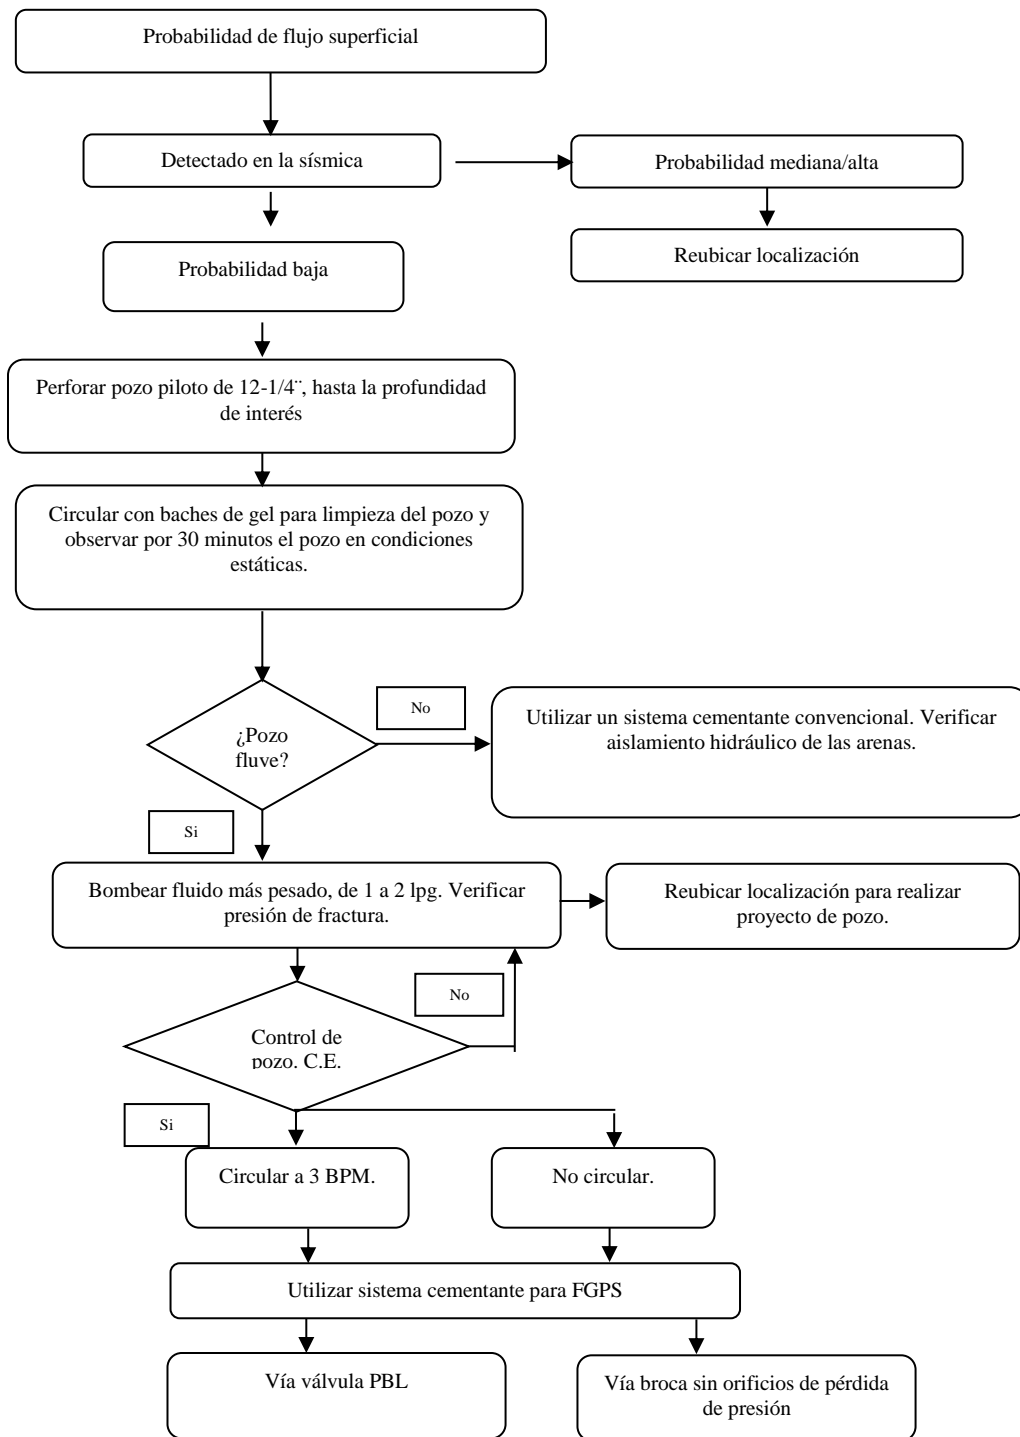 Probabilidad de flujo superficial
Detectado en la sísmica
Probabilidad mediana/alta
Reubicar localización
Probabilidad baja
Perforar pozo piloto de 12-1/4¨, hasta la profundidad
de interés
Circular con baches de gel para limpieza del pozo y
observar por 30 minutos el pozo en condiciones
estáticas.
No
Utilizar un sistema cementante convencional. Verificar
aislamiento hidráulico de las arenas.
¿Pozo
fluye?
Si
Bombear fluido más pesado, de 1 a 2 lpg. Verificar
presión de fractura.
Reubicar localización para realizar
proyecto de pozo.
No
Control de
pozo. C.E.
Si
Circular a 3 BPM.
No circular.
Utilizar sistema cementante para FGPS
Vía válvula PBL
Vía broca sin orificios de pérdida
de presión